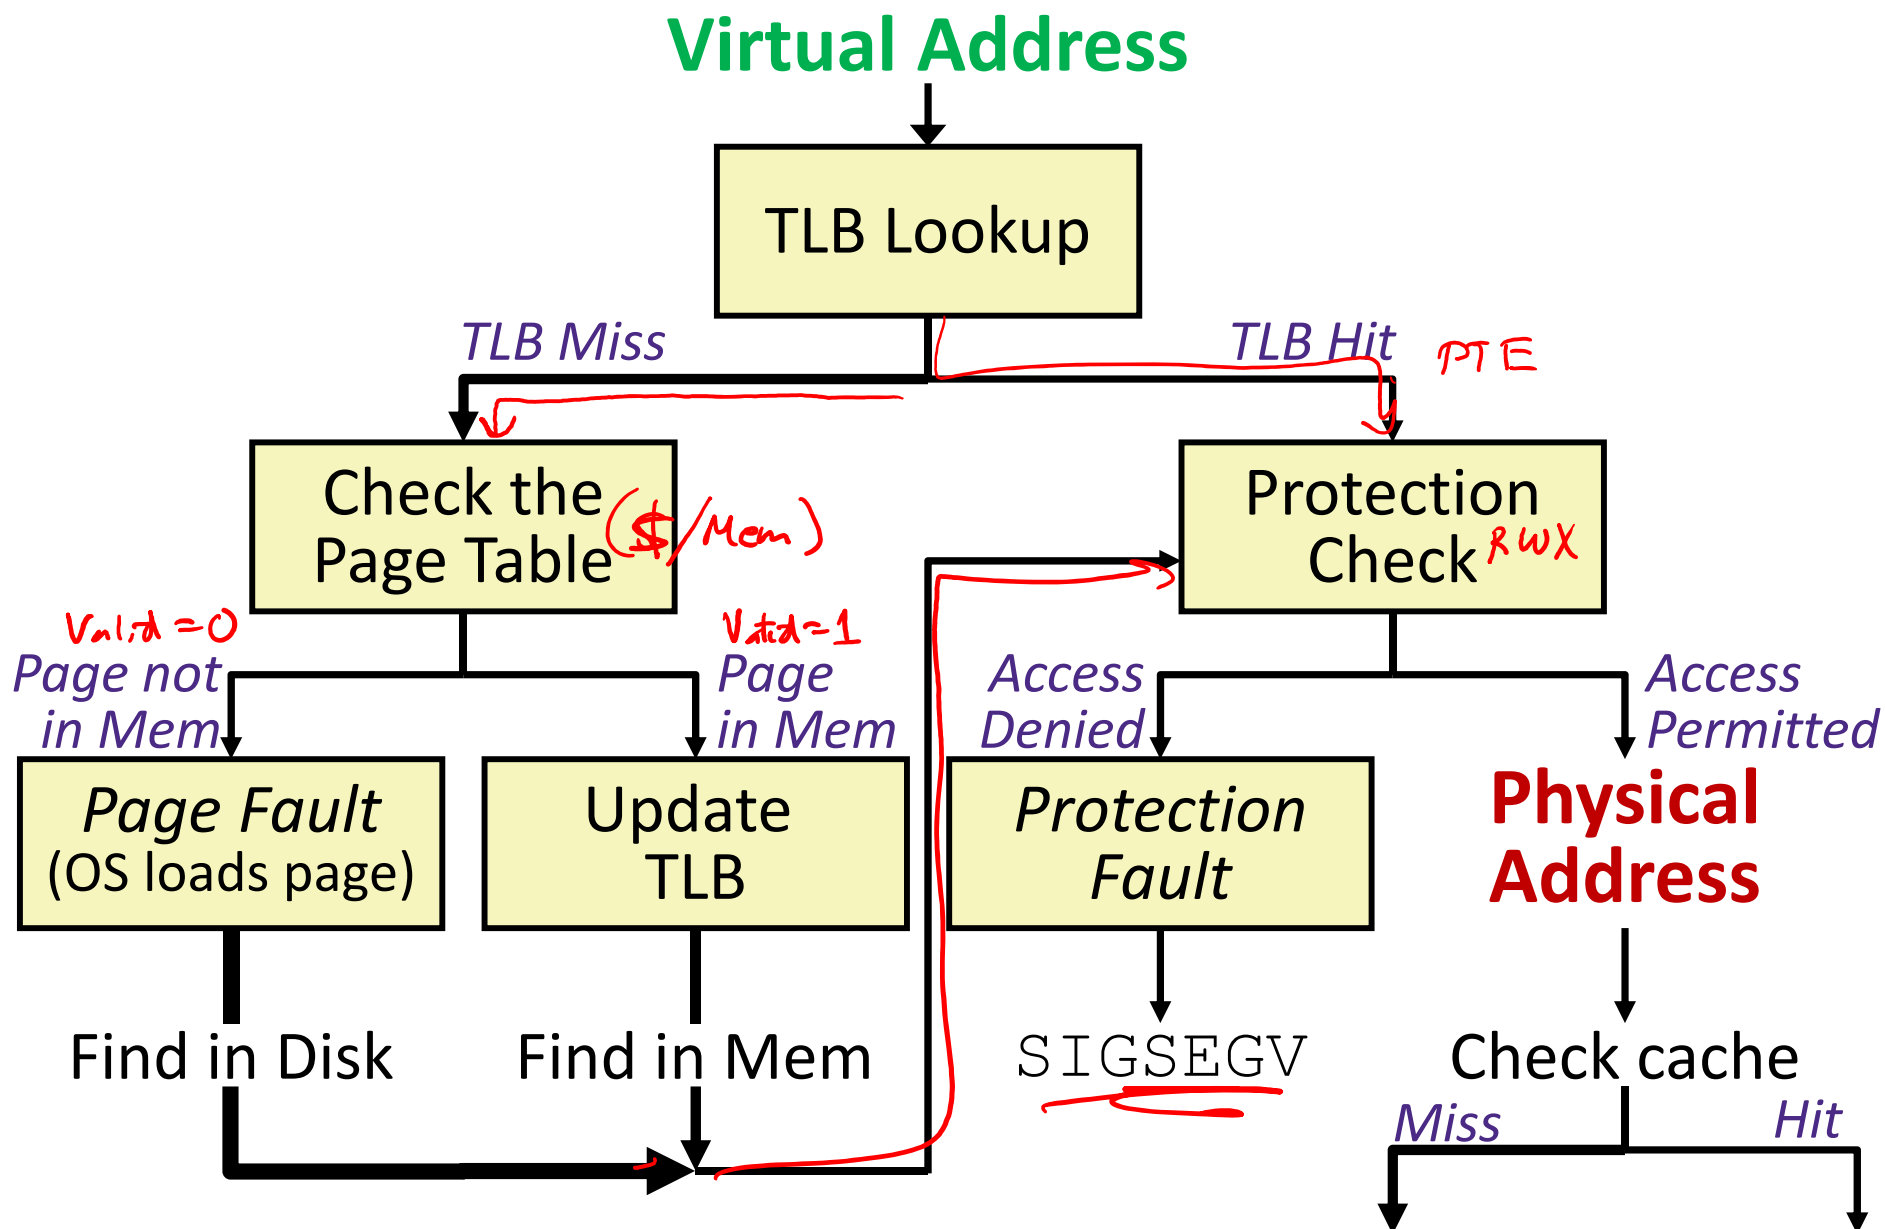 Virtual Address
TLB Lookup
TLB Miss
TLB Hit
PTE
Check the
Page Table
($/Mem)
Protection
Check
RWX
Valid=0
Valid=1
Page not
in Mem
Page
in Mem
Access
Denied
Access
Permitted
Page Fault
(OS loads page)
Update
TLB
Protection
Fault
Physical
Address
Find in Disk
Find in Mem
SIGSEGV
Check cache
Miss
Hit